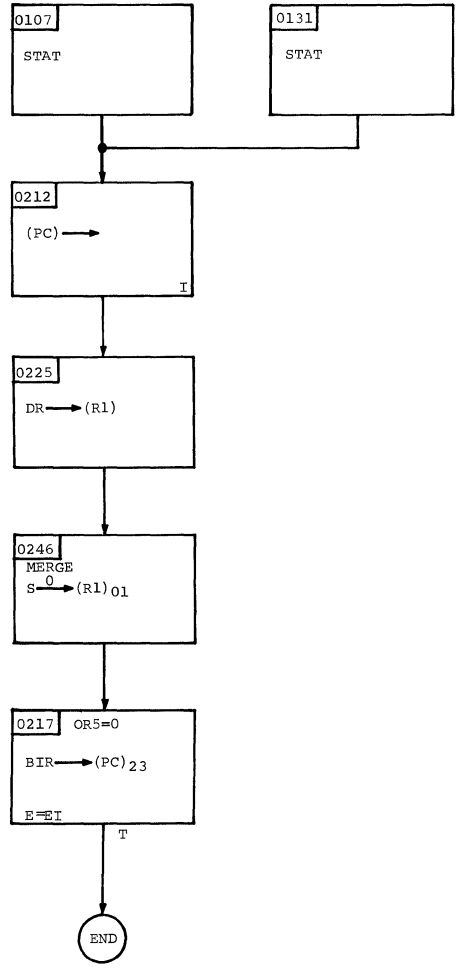 0107
STAT
0131
STAT
0212
(PC)
I
0225
DR (R1)
0246
MERGE
S 0 (R1)01
0217 OR5=0
BIR (PC)23
E=EI
T
END